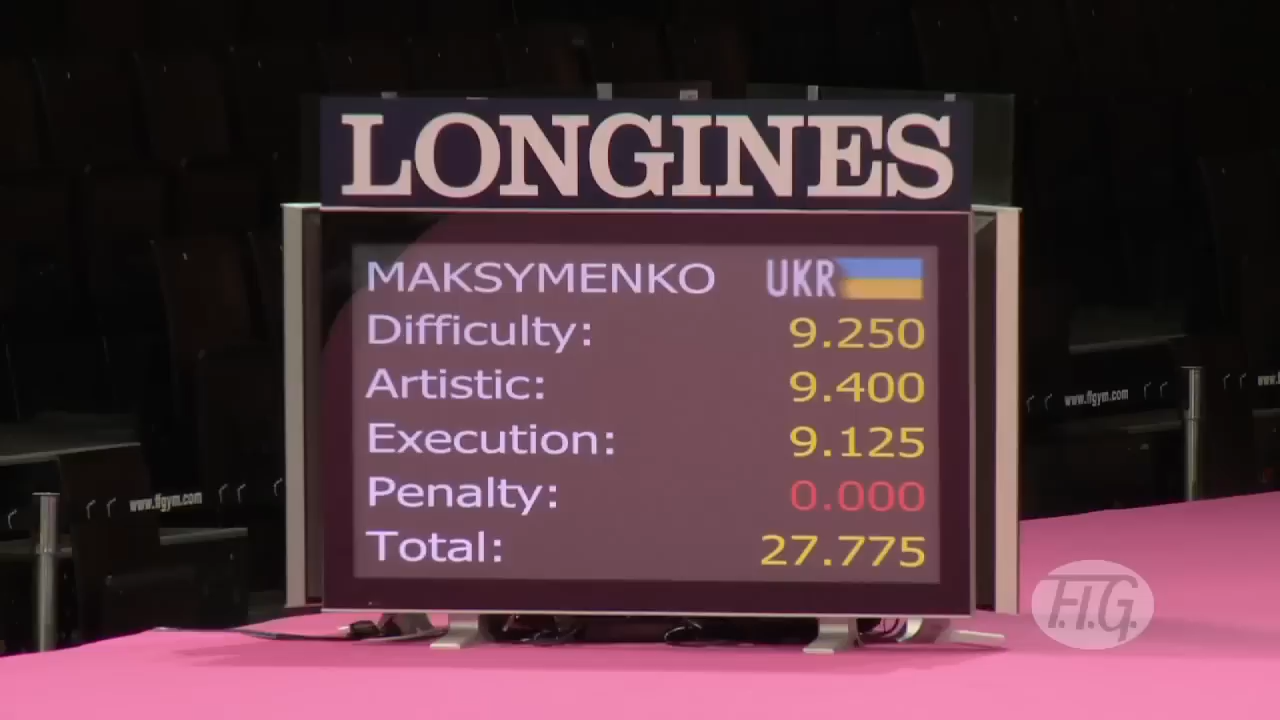 LONGINES
MAKSYMENKO UKR
Difficulty: 9.250
Artistic: 9.400
Execution: 9.125
Penalty: 0.000
Total: 27.775
www.figym.com
www.figym.com
F.I.G.